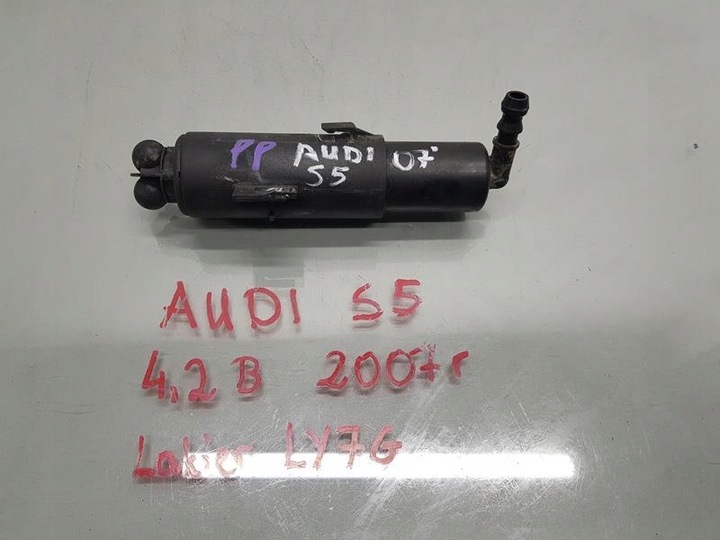 PP AUDI 07
S5
AUDI S5
4,2 B 2007r
Lakier LY7G